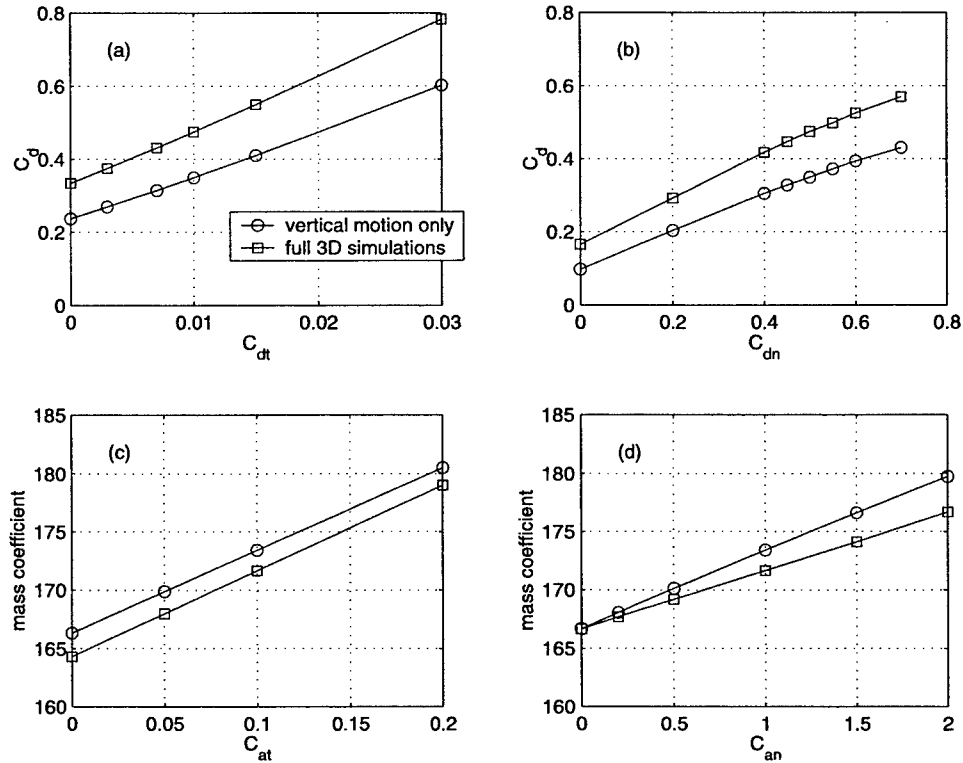 (a)
0.8
0.6
0.4
0.2
0
C_d
0 0.01 0.02 0.03
C_dt
vertical motion only
full 3D simulations
(b)
0.8
0.6
0.4
0.2
0
C_d
0 0.2 0.4 0.6 0.8
C_dn
(c)
185
180
175
170
165
160
mass coefficient
0 0.05 0.1 0.15 0.2
C_at
(d)
185
180
175
170
165
160
mass coefficient
0 0.5 1 1.5 2
C_an